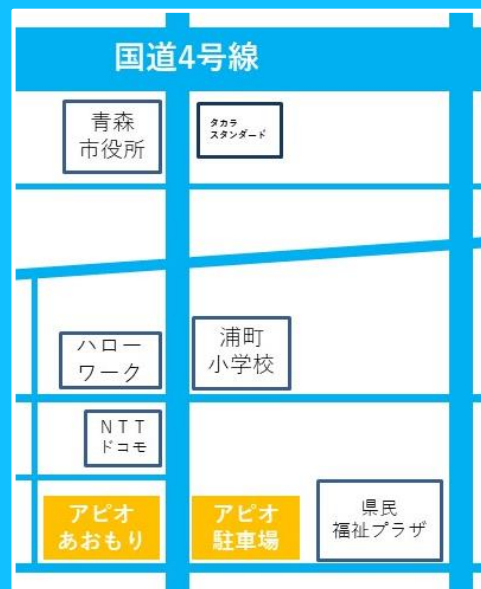 国道4号線
青森
市役所
タカラ
スタンダード
ハロー
ワーク
浦町
小学校
ＮＴＴ
ドコモ
アピオ
あおもり
アピオ
駐車場
県民
福祉プラザ